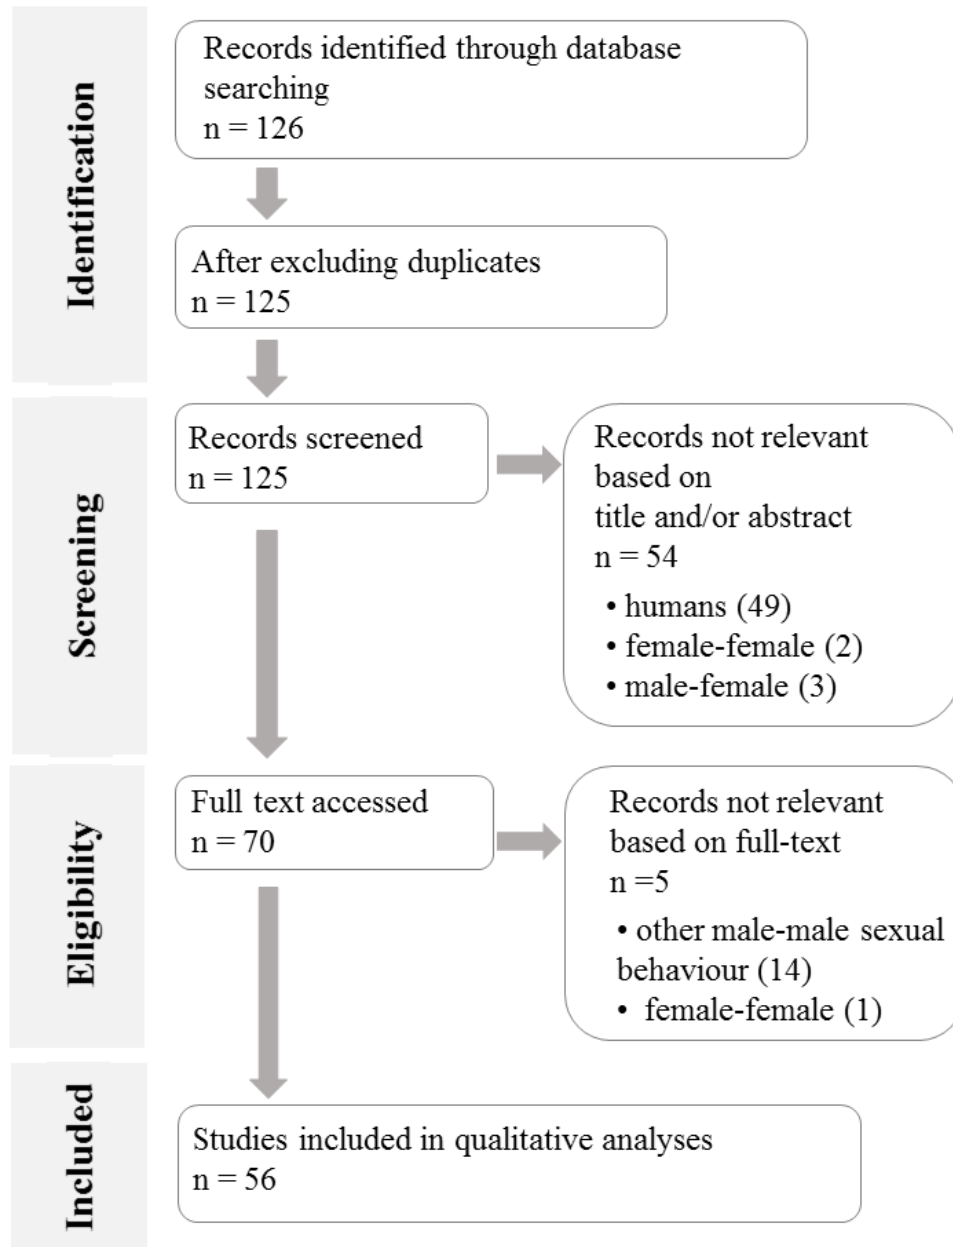 Identification
Records identified through database
searching
n = 126
After excluding duplicates
n = 125
Screening
Records screened
n = 125
Records not relevant
based on
title and/or abstract
n = 54
• humans (49)
• female-female (2)
• male-female (3)
Eligibility
Full text accessed
n = 70
Records not relevant
based on full-text
n =5
• other male-male sexual
behaviour (14)
• female-female (1)
Included
Studies included in qualitative analyses
n = 56